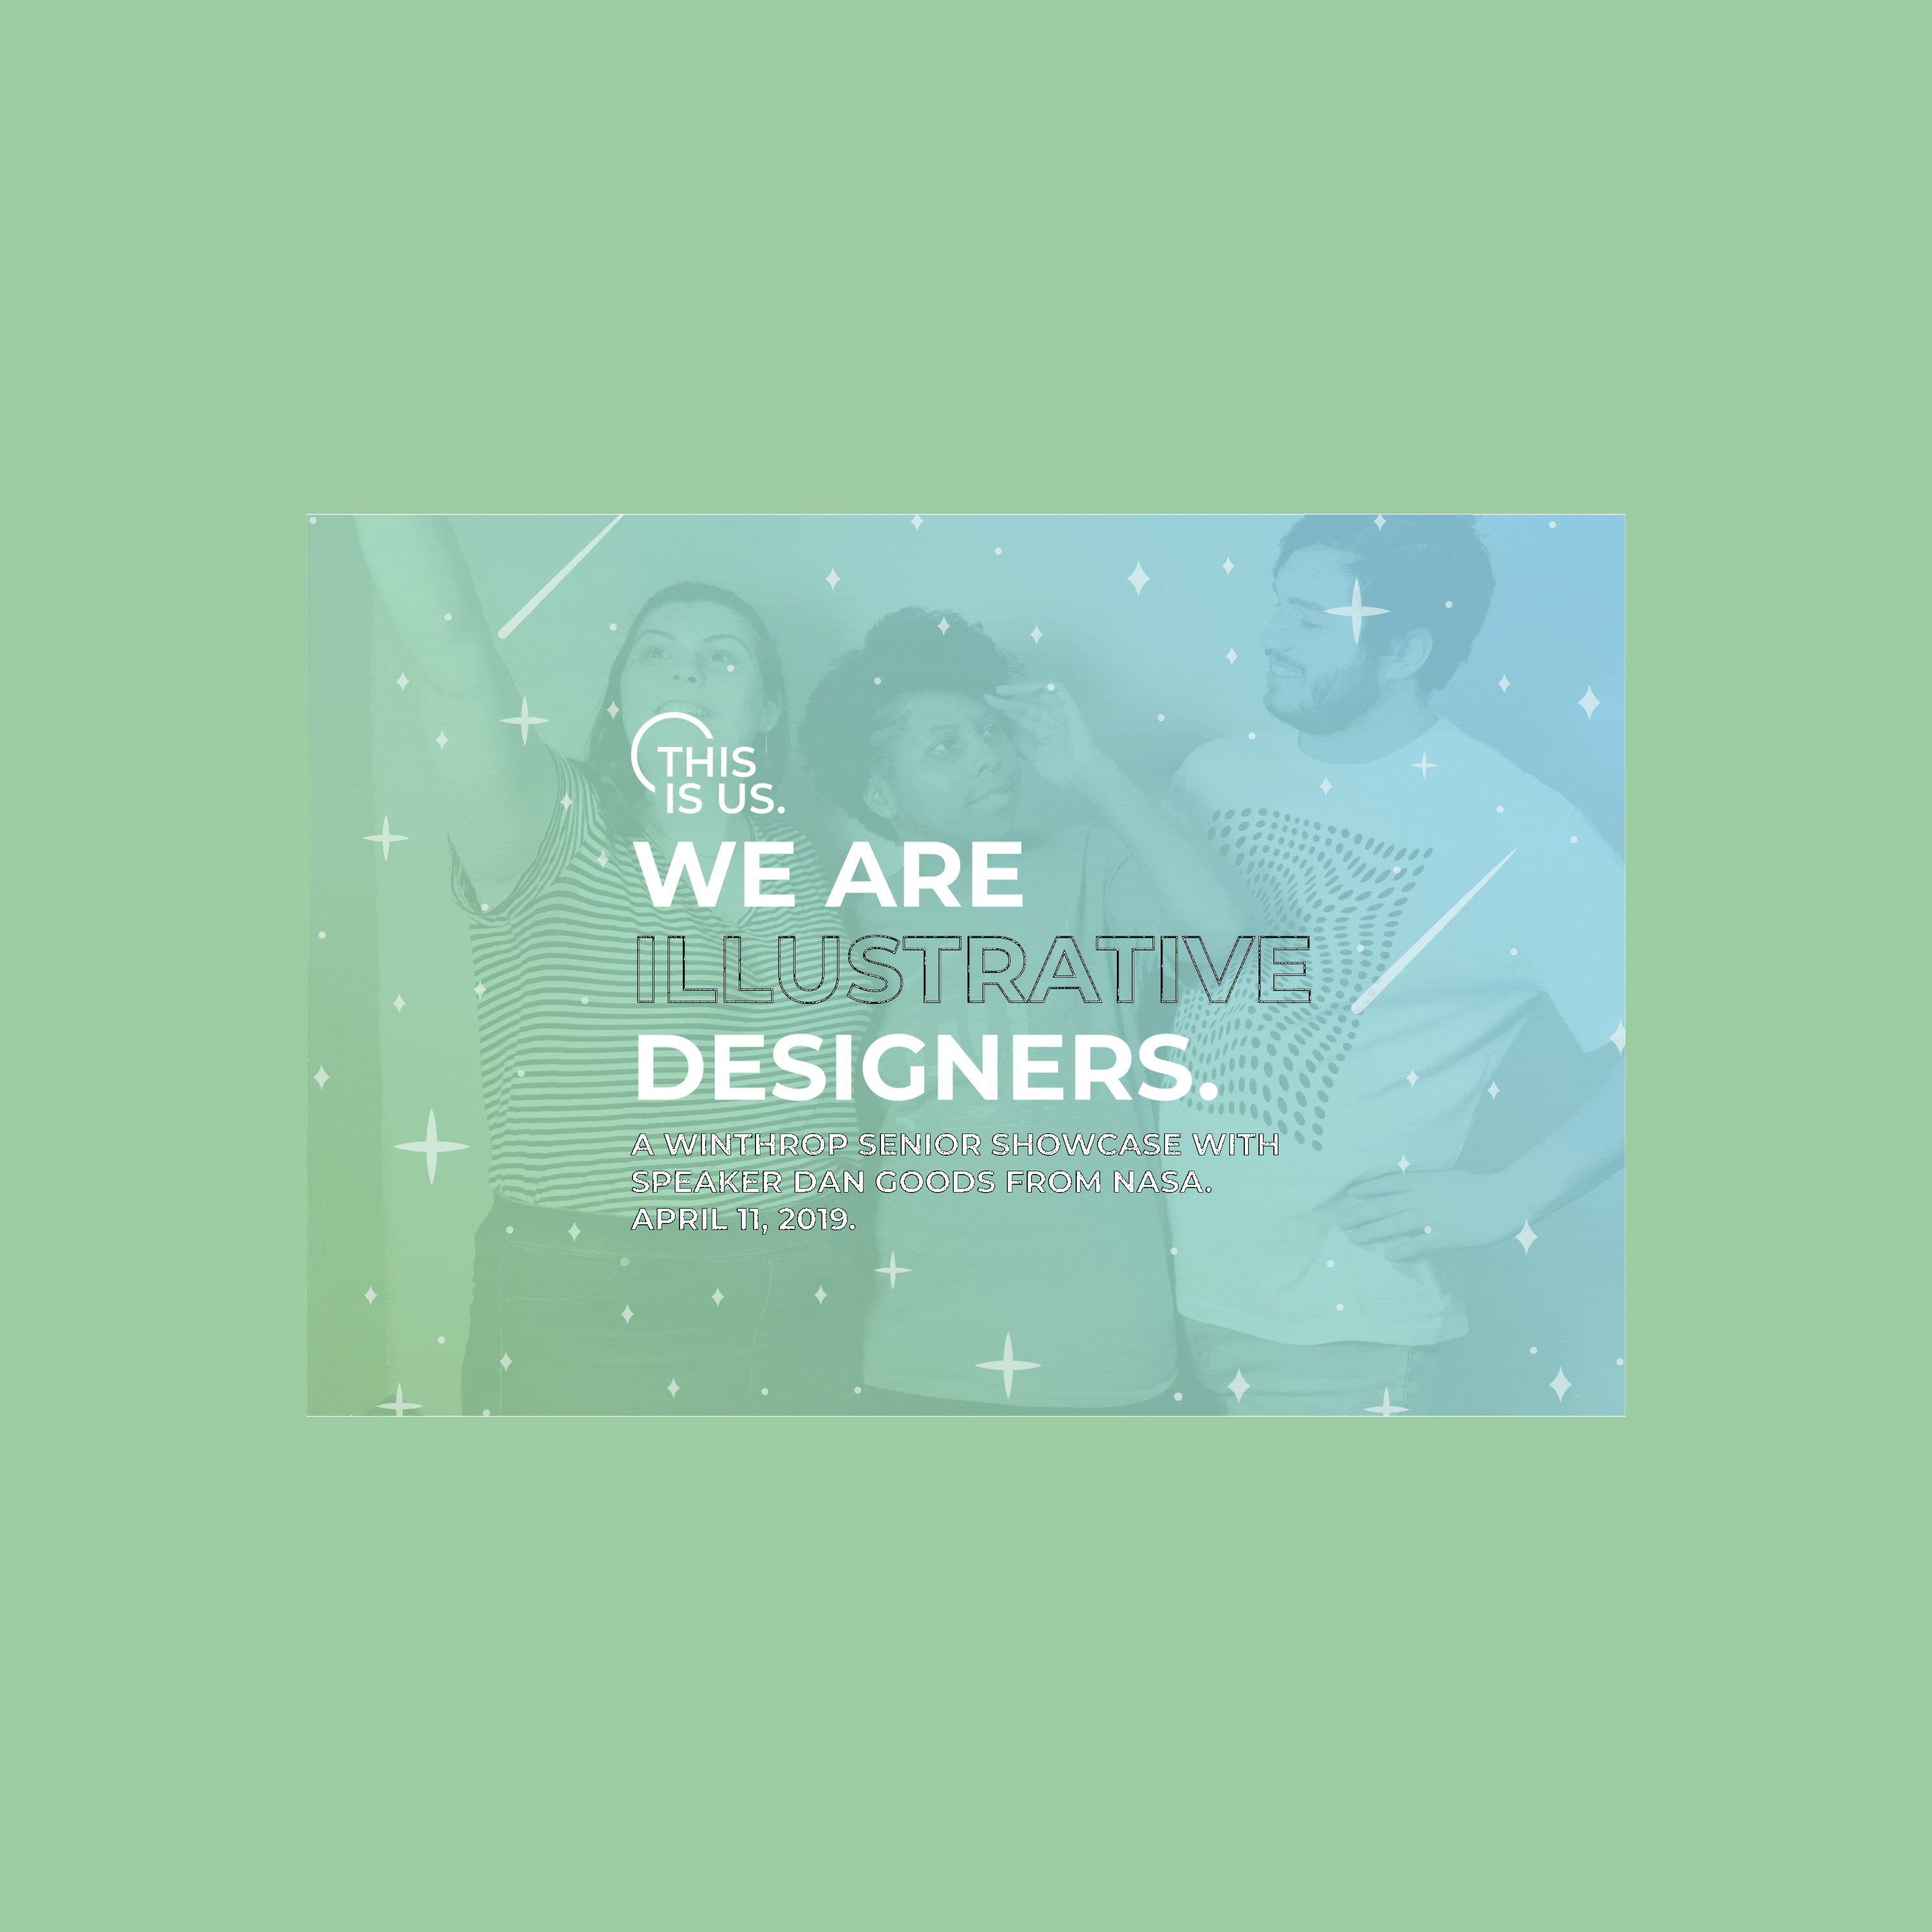 THIS
IS US.
WE ARE
ILLUSTRATIVE
DESIGNERS.
A WINTHROP SENIOR SHOWCASE WITH
SPEAKER DAN GOODS FROM NASA.
APRIL 11, 2019.